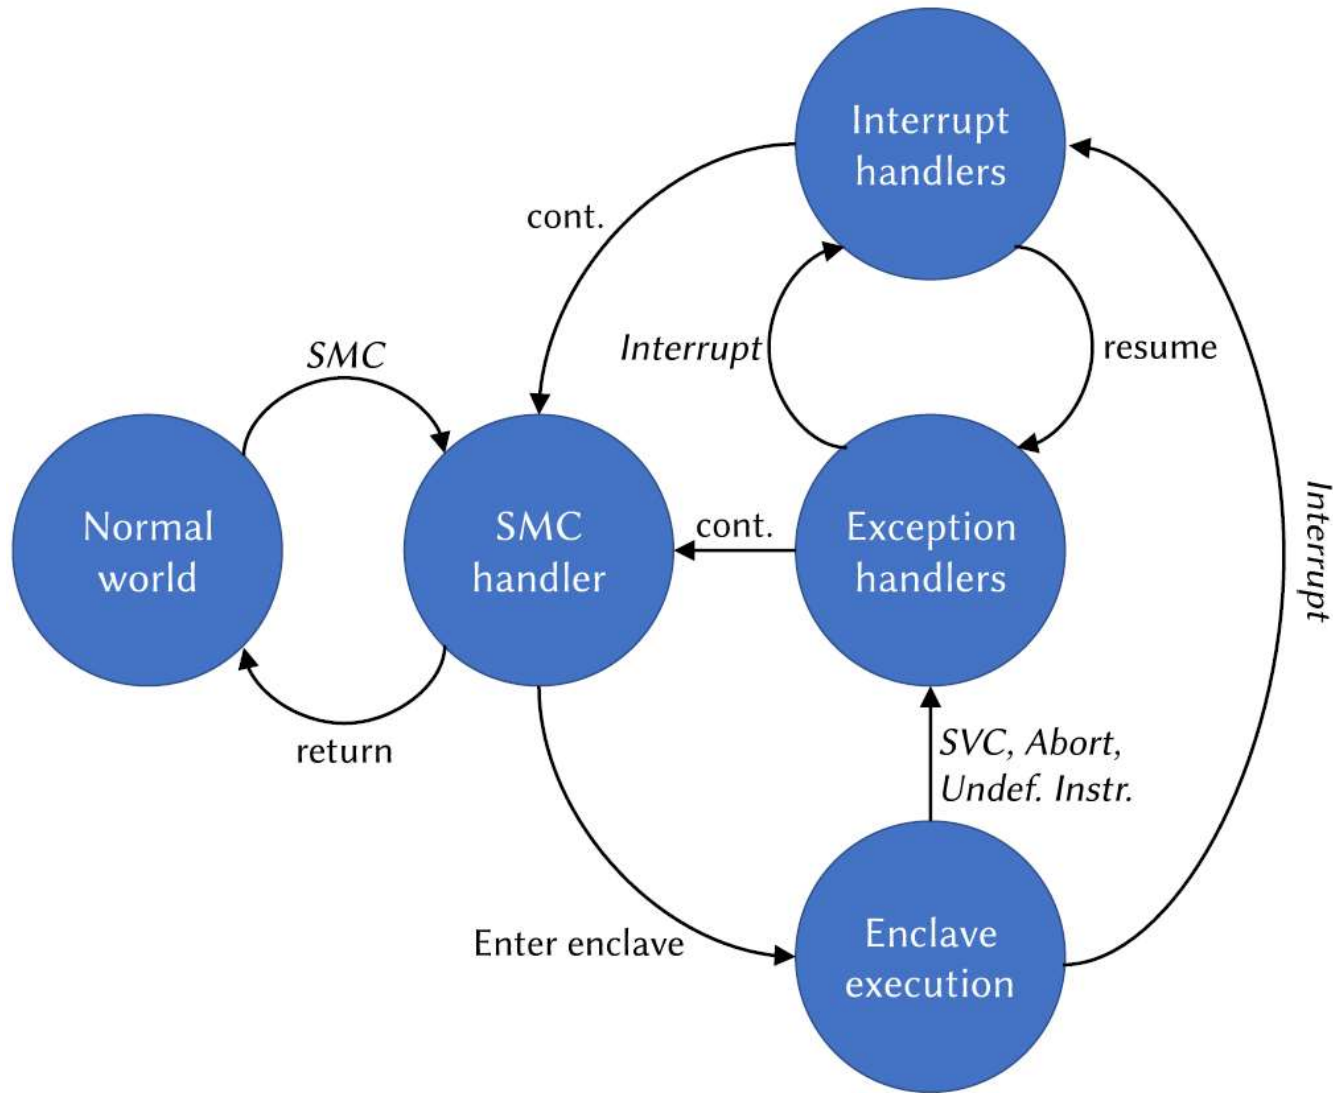 Interrupt
handlers
cont.
Interrupt
resume
SMC
Normal
world
SMC
handler
cont.
Exception
handlers
Interrupt
return
SVC, Abort,
Undef. Instr.
Enter enclave
Enclave
execution